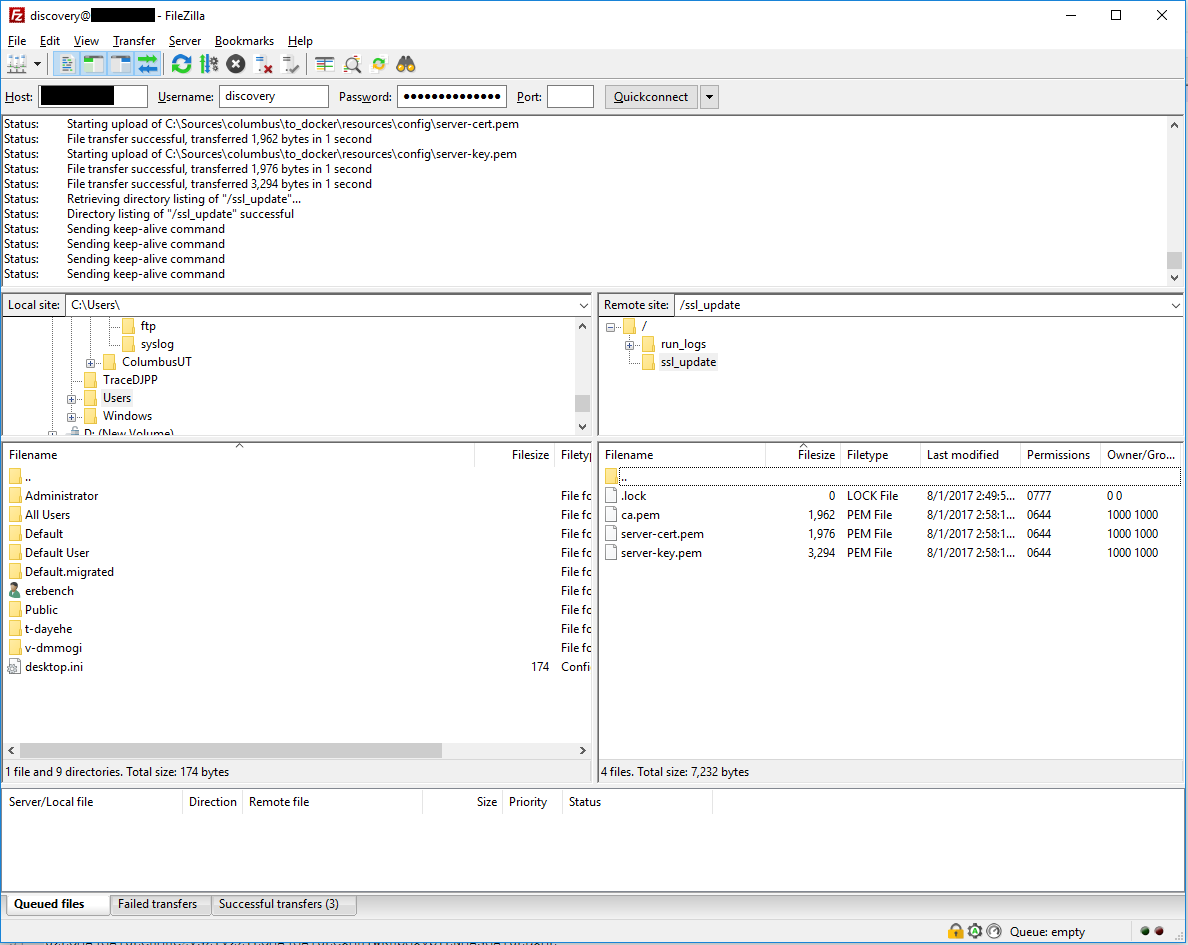 discovery@ - FileZilla
File Edit View Transfer Server Bookmarks Help
Host: Username: discovery Password: •••••••••••••• Port: Quickconnect
Status: Starting upload of C:\Sources\columbus\to_docker\resources\config\server-cert.pem
Status: File transfer successful, transferred 1,962 bytes in 1 second
Status: Starting upload of C:\Sources\columbus\to_docker\resources\config\server-key.pem
Status: File transfer successful, transferred 1,976 bytes in 1 second
Status: File transfer successful, transferred 3,294 bytes in 1 second
Status: Retrieving directory listing of "/ssl_update"...
Status: Directory listing of "/ssl_update" successful
Status: Sending keep-alive command
Status: Sending keep-alive command
Status: Sending keep-alive command
Status: Sending keep-alive command
Local site: C:\Users\
ftp
syslog
ColumbusUT
TraceDJPP
Users
Windows
D: (New Volume)
Remote site: /ssl_update
/
run_logs
ssl_update
Filename Filesize Filetyp
..
Administrator File fo
All Users File fo
Default File fo
Default User File fo
Default.migrated File fo
erebench File fo
Public File fo
t-dayehe File fo
v-dmmogi File fo
desktop.ini 174 Confi
1 file and 9 directories. Total size: 174 bytes
Filename Filesize Filetype Last modified Permissions Owner/Gro...
..
.lock 0 LOCK File 8/1/2017 2:49:5... 0777 0 0
ca.pem 1,962 PEM File 8/1/2017 2:58:1... 0644 1000 1000
server-cert.pem 1,976 PEM File 8/1/2017 2:58:1... 0644 1000 1000
server-key.pem 3,294 PEM File 8/1/2017 2:58:1... 0644 1000 1000
4 files. Total size: 7,232 bytes
Server/Local file Direction Remote file Size Priority Status
Queued files Failed transfers Successful transfers (3)
Queue: empty